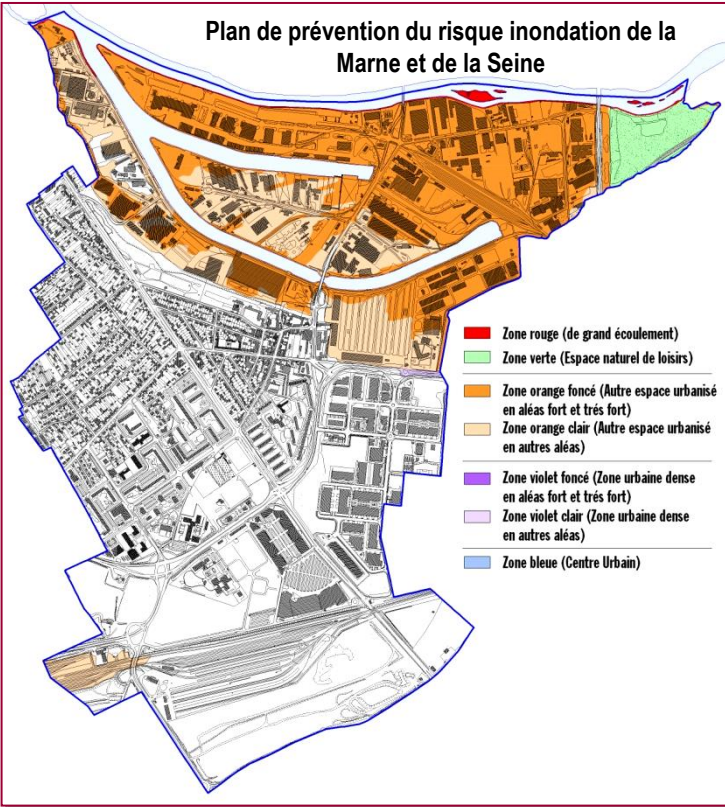 Plan de prévention du risque inondation de la
Marne et de la Seine
Zone rouge (de grand écoulement)
Zone verte (Espace naturel de loisirs)
Zone orange foncé (Autre espace urbanisé
en aléas fort et trés fort)
Zone orange clair (Autre espace urbanisé
en autres aléas)
Zone violet foncé (Zone urbaine dense
en aléas fort et trés fort)
Zone violet clair (Zone urbaine dense
en autres aléas)
Zone bleue (Centre Urbain)